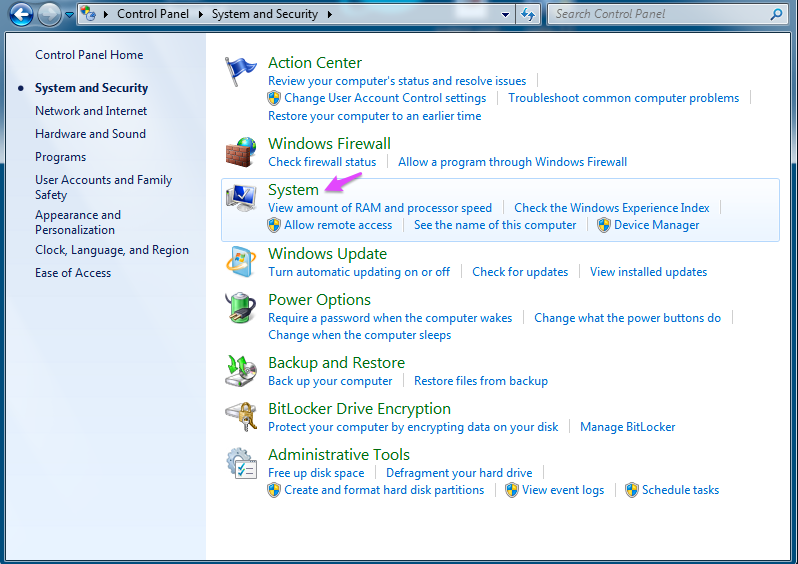 Control Panel System and Security Search Control Panel
Control Panel Home
System and Security
Network and Internet
Hardware and Sound
Programs
User Accounts and Family
Safety
Appearance and
Personalization
Clock, Language, and Region
Ease of Access
Action Center
Review your computer's status and resolve issues
Change User Account Control settings Troubleshoot common computer problems
Restore your computer to an earlier time
Windows Firewall
Check firewall status Allow a program through Windows Firewall
System
View amount of RAM and processor speed Check the Windows Experience Index
Allow remote access See the name of this computer Device Manager
Windows Update
Turn automatic updating on or off Check for updates View installed updates
Power Options
Require a password when the computer wakes Change what the power buttons do
Change when the computer sleeps
Backup and Restore
Back up your computer Restore files from backup
BitLocker Drive Encryption
Protect your computer by encrypting data on your disk Manage BitLocker
Administrative Tools
Free up disk space Defragment your hard drive
Create and format hard disk partitions View event logs Schedule tasks